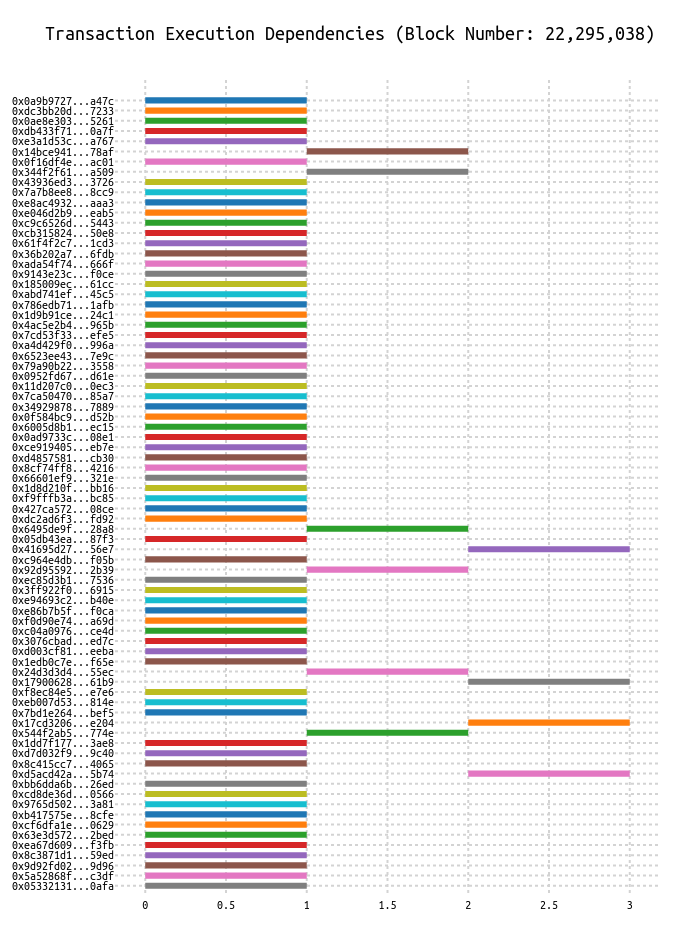 Transaction Execution Dependencies (Block Number: 22,295,038)
0x0a9b9727...a47c
0xdc3bb20d...7233
0x0ae8e303...5261
0xdb433f71...0a7f
0xe3a1d53c...a767
0x14bce941...78af
0x0f16df4e...ac01
0x344f2f61...a509
0x43936ed3...3726
0x7a7b8ee8...8cc9
0xe8ac4932...aaa3
0xe046d2b9...eab5
0xc9c6526d...5443
0xcb315824...50e8
0x61f4f2c7...1cd3
0x36b202a7...6fdb
0xada54f74...666f
0x9143e23c...f0ce
0x185009ec...61cc
0xabd741ef...45c5
0x786edb71...1afb
0x1d9b91ce...24c1
0x4ac5e2b4...965b
0x7cd53f33...efe5
0xa4d429f0...996a
0x6523ee43...7e9c
0x79a90b22...3558
0x0952fd67...d61e
0x11d207c0...0ec3
0x7ca50470...85a7
0x34929878...7889
0x0f584bc9...d52b
0x6005d8b1...ec15
0x0ad9733c...08e1
0xce919405...eb7e
0xd4857581...cb30
0x8cf74ff8...4216
0x66601ef9...321e
0x1d8d210f...bb16
0xf9fffb3a...bc85
0x427ca572...08ce
0xdc2ad6f3...fd92
0x6495de9f...28a8
0x05db43ea...87f3
0x41695d27...56e7
0xc964e4db...f05b
0x92d95592...2b39
0xec85d3b1...7536
0x3ff922f0...6915
0xe94693c2...b40e
0xe86b7b5f...f0ca
0xf0d90e74...a69d
0xc04a0976...ce4d
0x3076cbad...ed7c
0xd003cf81...eeba
0x1edb0c7e...f65e
0x24d3d3d4...55ec
0x17900628...61b9
0xf8ec84e5...e7e6
0xeb007d53...814e
0x7bd1e264...bef5
0x17cd3206...e204
0x544f2ab5...774e
0x1dd7f177...3ae8
0xd7d032f9...9c40
0x8c415cc7...4065
0xd5acd42a...5b74
0xbb6dda6b...26ed
0xcd8de36d...0566
0x9765d502...3a81
0xb417575e...8cfe
0xcf6dfa1e...0629
0x63e3d572...2bed
0xea67d609...f3fb
0x8c3871d1...59ed
0x9d92fd02...9d96
0x5a52868f...c3df
0x05332131...0afa
0 0.5 1 1.5 2 2.5 3